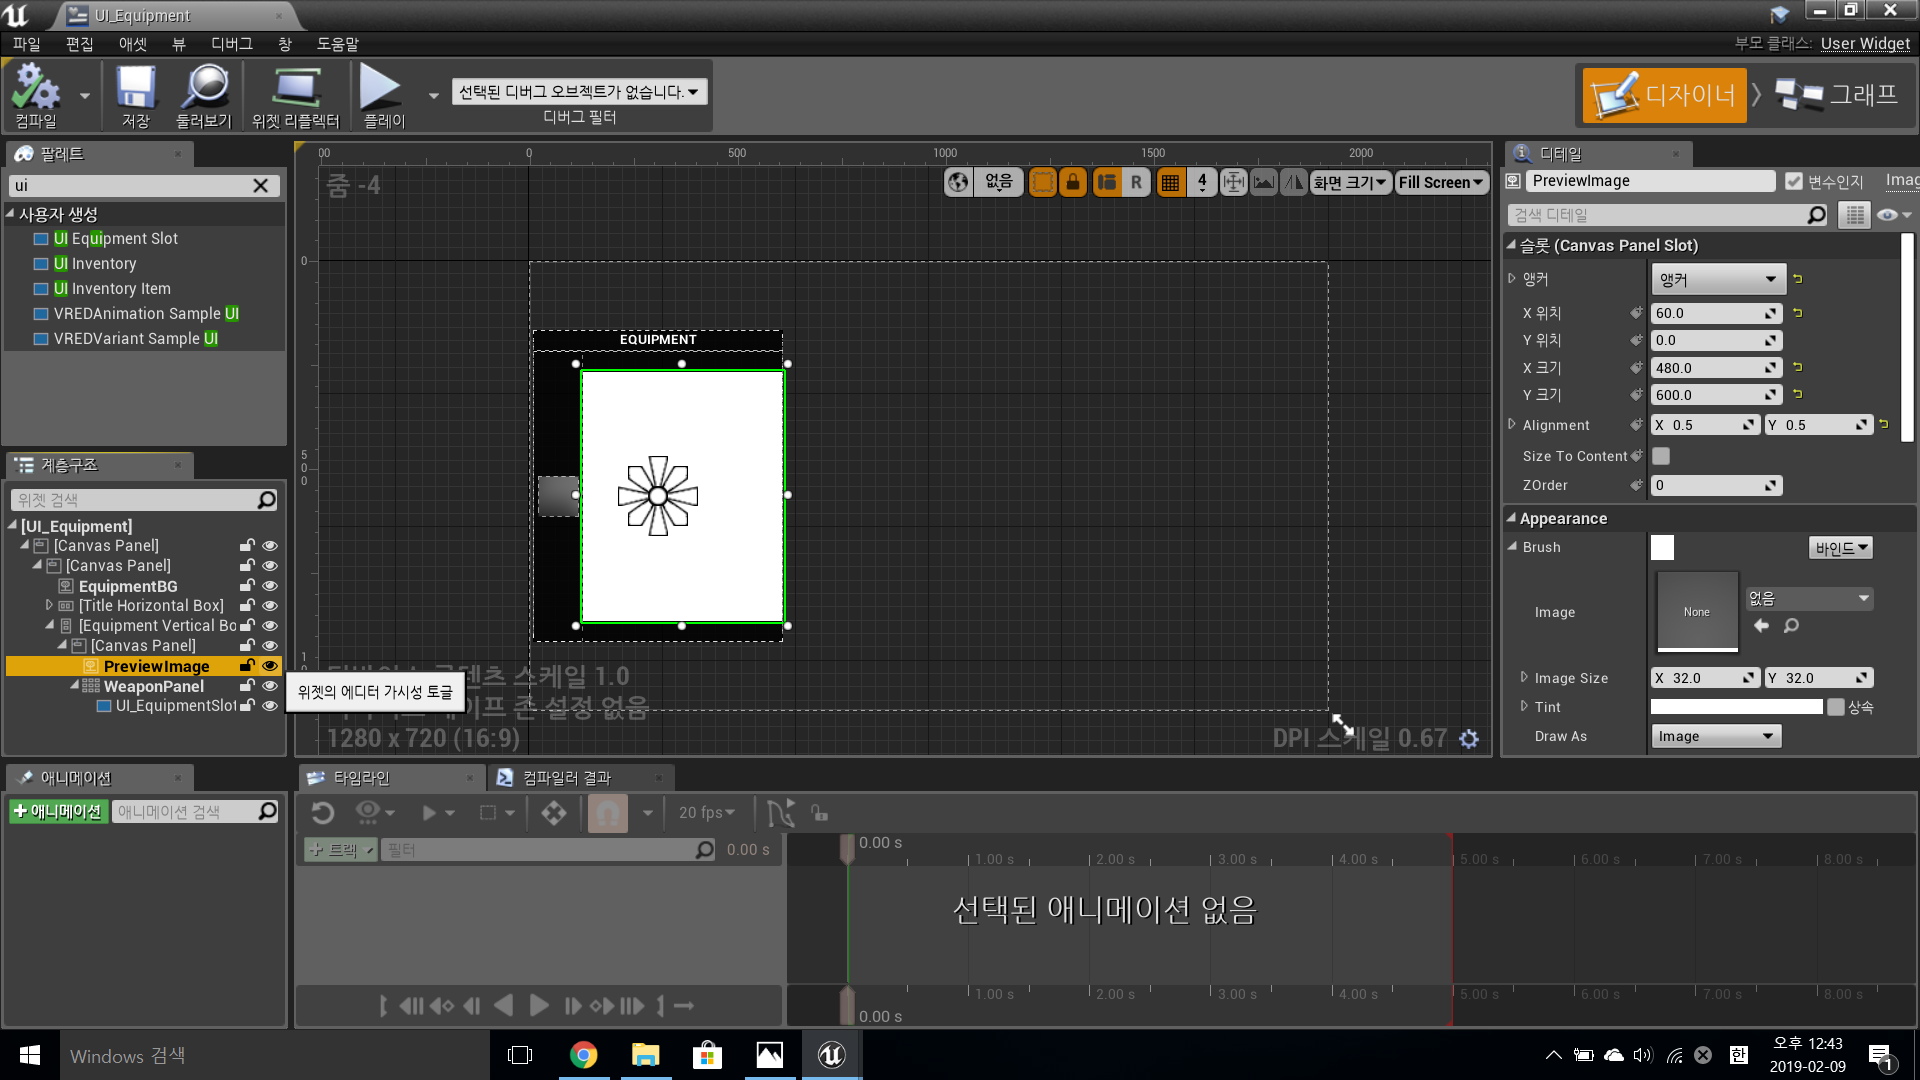 UI_Equipment
파일 편집 애셋 뷰 디버그 창 도움말
부모 클래스: User Widget
컴파일 저장 둘러보기 위젯 리플렉터 플레이
선택된 디버그 오브젝트가 없습니다.
디버그 필터
디자이너
그래프
팔레트
ui
사용자 생성
UI Equipment Slot
UI Inventory
UI Inventory Item
VREDAnimation Sample UI
VREDVariant Sample UI
계층구조
위젯 검색
[UI_Equipment]
[Canvas Panel]
[Canvas Panel]
EquipmentBG
[Title Horizontal Box]
[Equipment Vertical Bo
[Canvas Panel]
PreviewImage
WeaponPanel
UI_EquipmentSlot
위젯의 에디터 가시성 토글
00 0 500 1000 1500 2000
줌 -4
없음
R
4
화면 크기
Fill Screen
0
5
0
0
1
EQUIPMENT
콘텐츠 스케일 1.0
존 설정 없음
1280 x 720 (16:9)
DPI 스케일 0.67
디테일
PreviewImage
변수인지
Imag
검색 디테일
슬롯 (Canvas Panel Slot)
앵커 앵커
X 위치 60.0
Y 위치 0.0
X 크기 480.0
Y 크기 600.0
Alignment X 0.5 Y 0.5
Size To Content
ZOrder 0
Appearance
Brush 바인드
Image None 없음
Image Size X 32.0 Y 32.0
Tint 상속
Draw As Image
애니메이션
+애니메이션
애니메이션 검색
타임라인
컴파일러 결과
20 fps
+ 트랙
필터
0.00 s
0.00 s
1.00 s 2.00 s 3.00 s 4.00 s 5.00 s 6.00 s 7.00 s 8.00 s
선택된 애니메이션 없음
1.00 s 2.00 s 3.00 s 4.00 s 5.00 s 6.00 s 7.00 s 8.00 s
0.00 s
Windows 검색
한
오후 12:43
2019-02-09
1